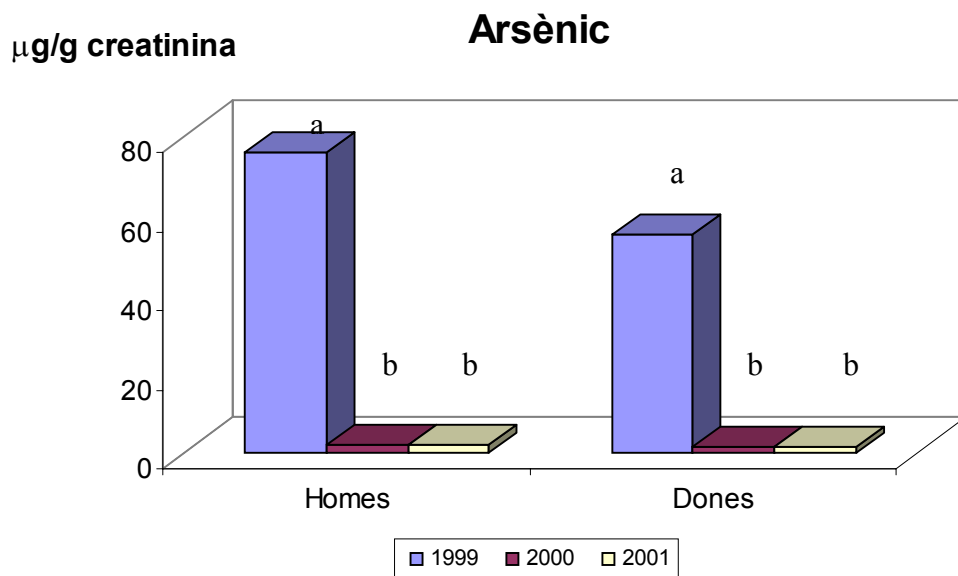 Arsènic
μg/g creatinina
80
60
40
20
0
a
b b
a
b b
Homes Dones
1999 2000 2001